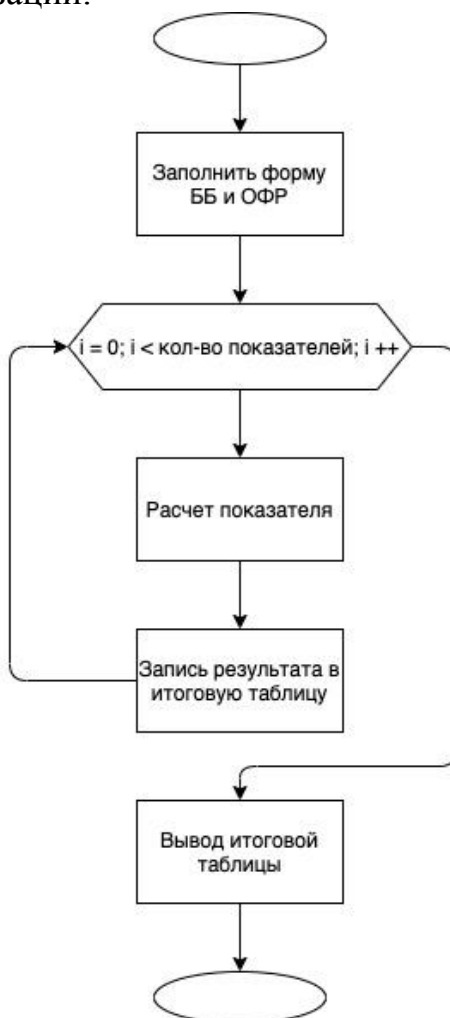 Заполнить форму
ББ и ОФР
i = 0; i < кол-во показателей; i ++
Расчет показателя
Запись результата в
итоговую таблицу
Вывод итоговой
таблицы